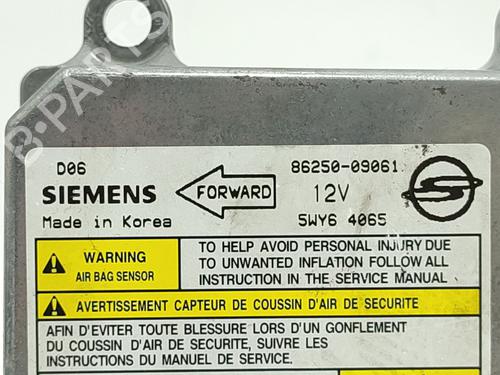 B-PARTS
D06
86250-09061
SIEMENS
FORWARD
12V
Made in Korea
5WY6 4065
WARNING
AIR BAG SENSOR
TO HELP AVOID PERSONAL INJURY DUE
TO UNWANTED INFLATION FOLLOW ALL
INSTRUCTION IN THE SERVICE MANUAL
AVERTISSEMENT CAPTEUR DE COUSSIN D'AIR DE SECURITE
AFIN D'EVITER TOUTE BLESSURE LORS D'UN GONFLEMENT
DU COUSSIN D'AIR DE SECURITE, SUIVRE LES
INSTRUCTIONS DU MANUEL DE SERVICE.